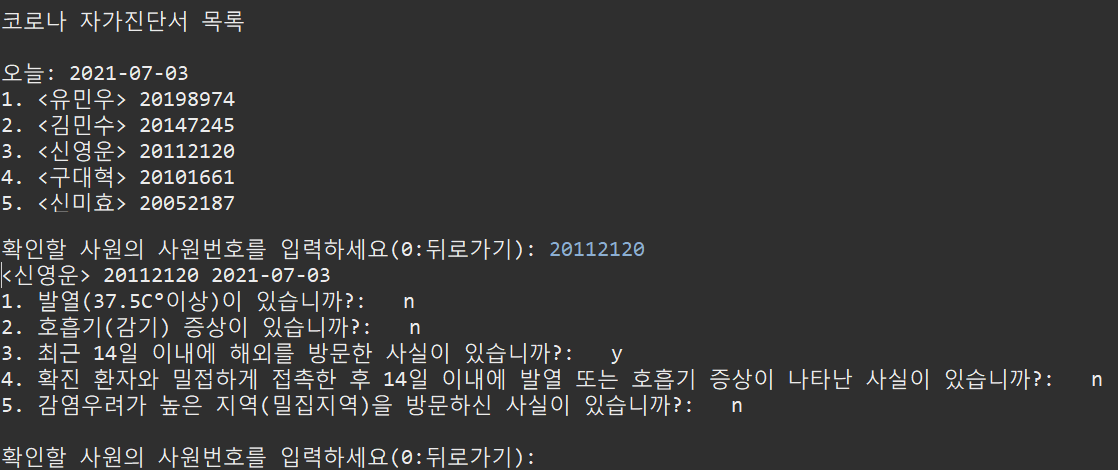 코로나 자가진단서 목록
오늘: 2021-07-03
1. <유민우> 20198974
2. <김민수> 20147245
3. <신영운> 20112120
4. <구대혁> 20101661
5. <신미효> 20052187
확인할 사원의 사원번호를 입력하세요(0:뒤로가기): 20112120
<신영운> 20112120 2021-07-03
1. 발열(37.5C°이상)이 있습니까?: n
2. 호흡기(감기) 증상이 있습니까?: n
3. 최근 14일 이내에 해외를 방문한 사실이 있습니까?: y
4. 확진 환자와 밀접하게 접촉한 후 14일 이내에 발열 또는 호흡기 증상이 나타난 사실이 있습니까?: n
5. 감염우려가 높은 지역(밀집지역)을 방문하신 사실이 있습니까?: n
확인할 사원의 사원번호를 입력하세요(0:뒤로가기):